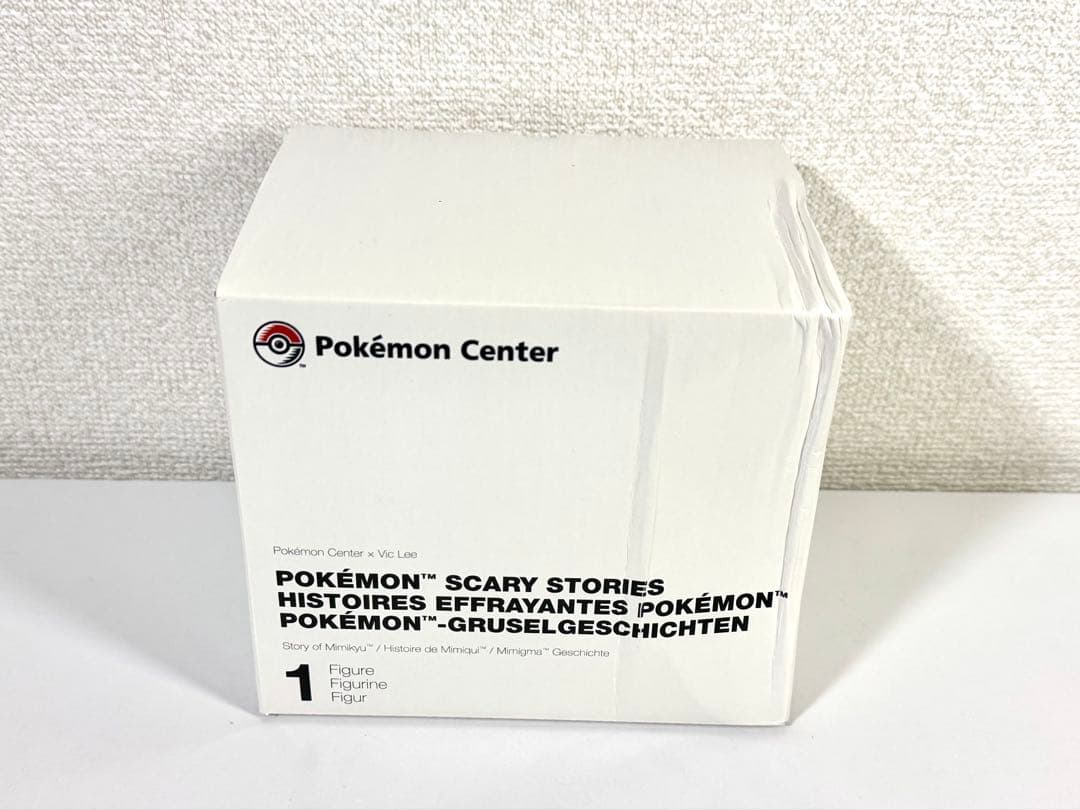 Pokémon Center
Pokémon Center × Vic Lee
POKÉMON™ SCARY STORIES
HISTOIRES EFFRAYANTES POKÉMON™
POKÉMON™-GRUSELGESCHICHTEN
Story of Mimikyu™ / Histoire de Mimiqui™ / Mimigma™ Geschichte
1 Figure
Figurine
Figur